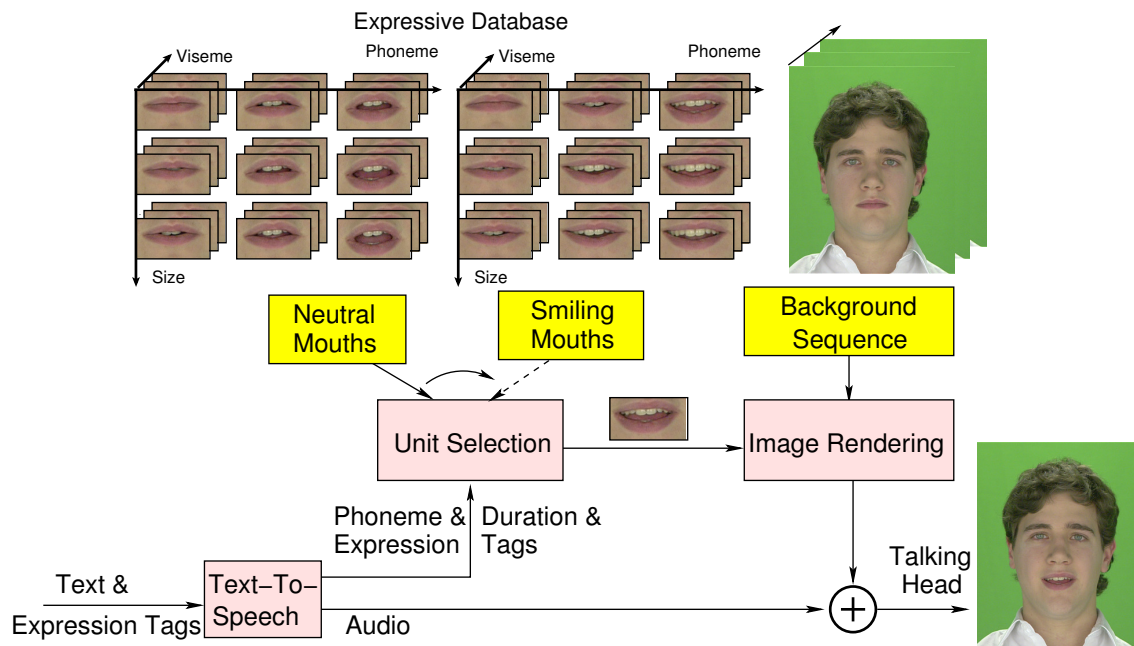 Expressive Database
Viseme
Phoneme
Viseme
Phoneme
Size
Size
Neutral
Mouths
Smiling
Mouths
Background
Sequence
Unit Selection
Image Rendering
Phoneme &
Expression
Duration &
Tags
Text &
Expression Tags
Text-To-
Speech
Audio
Talking
Head